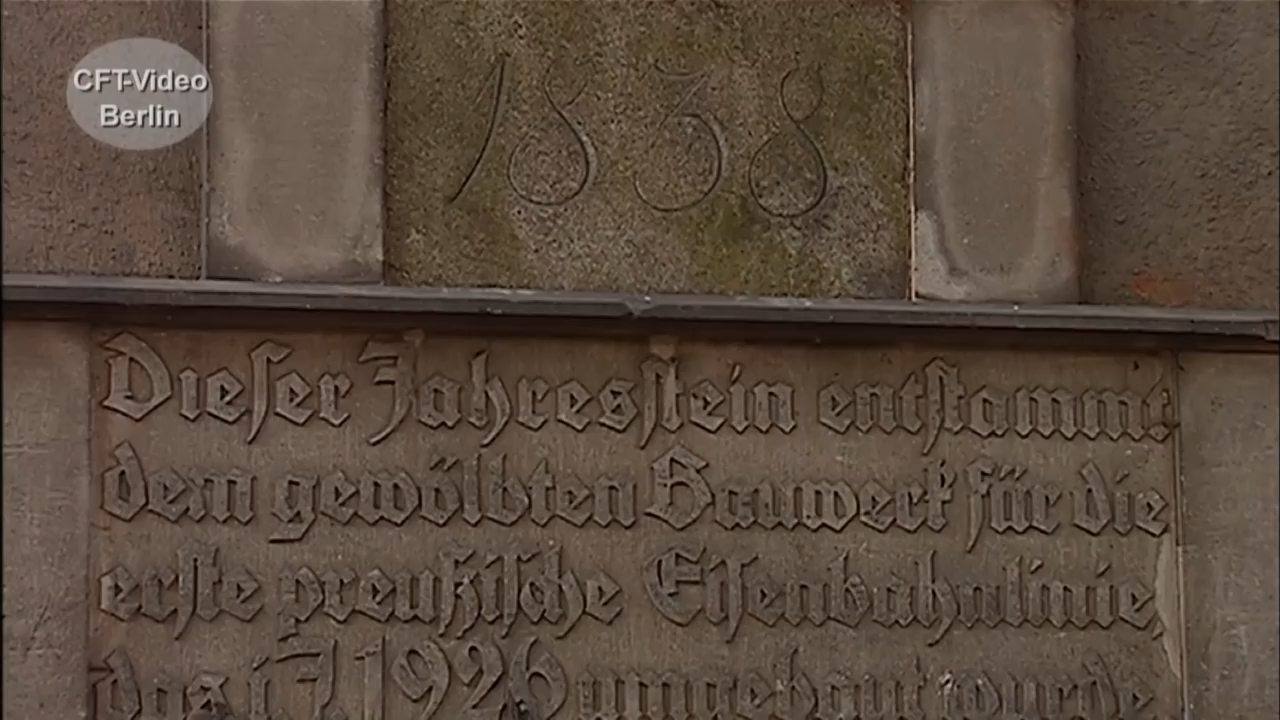 CFT-Video
Berlin
1838
Dieser Jahresstein entstammt
dem gewölbten Bauwerk für die
erste preußische Eisenbahnlinie,
das i.J. 1926 umgebaut wurde